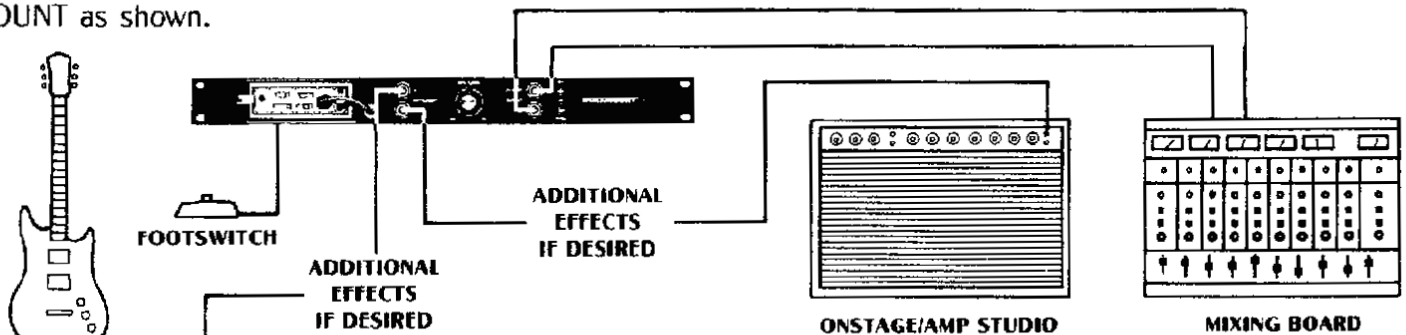 OUNT as shown.
FOOTSWITCH
ADDITIONAL
EFFECTS
IF DESIRED
ADDITIONAL
EFFECTS
IF DESIRED
ONSTAGE/AMP STUDIO
MIXING BOARD